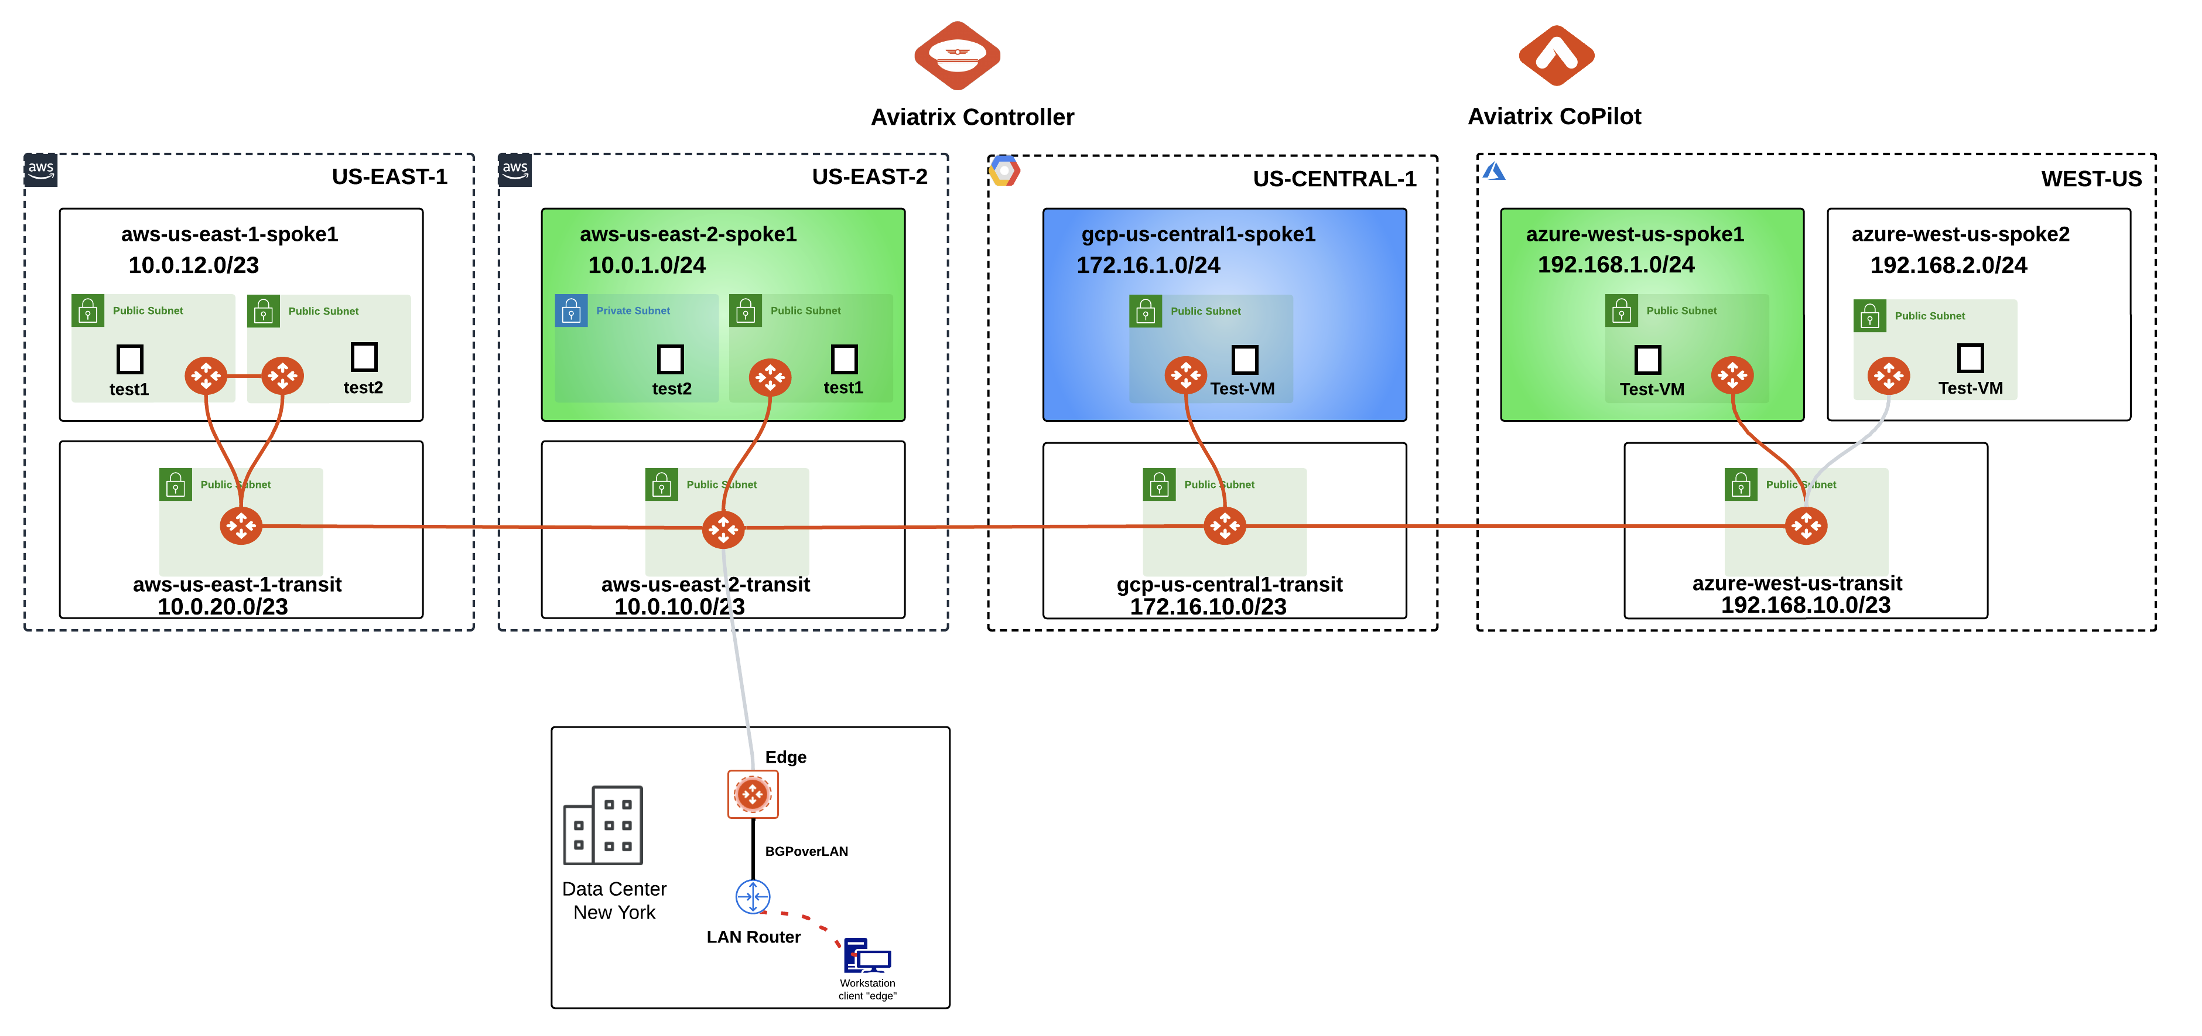 Aviatrix Controller
Aviatrix CoPilot
aws
US-EAST-1
aws-us-east-1-spoke1
10.0.12.0/23
Public Subnet
Public Subnet
test1
test2
Public Subnet
aws-us-east-1-transit
10.0.20.0/23
aws
US-EAST-2
aws-us-east-2-spoke1
10.0.1.0/24
Private Subnet
Public Subnet
test2
test1
Public Subnet
aws-us-east-2-transit
10.0.10.0/23
US-CENTRAL-1
gcp-us-central1-spoke1
172.16.1.0/24
Public Subnet
Test-VM
Public Subnet
gcp-us-central1-transit
172.16.10.0/23
WEST-US
azure-west-us-spoke1
192.168.1.0/24
Public Subnet
Test-VM
azure-west-us-spoke2
192.168.2.0/24
Public Subnet
Test-VM
Public Subnet
azure-west-us-transit
192.168.10.0/23
Edge
BGPoverLAN
Data Center
New York
LAN Router
Workstation
client "edge"